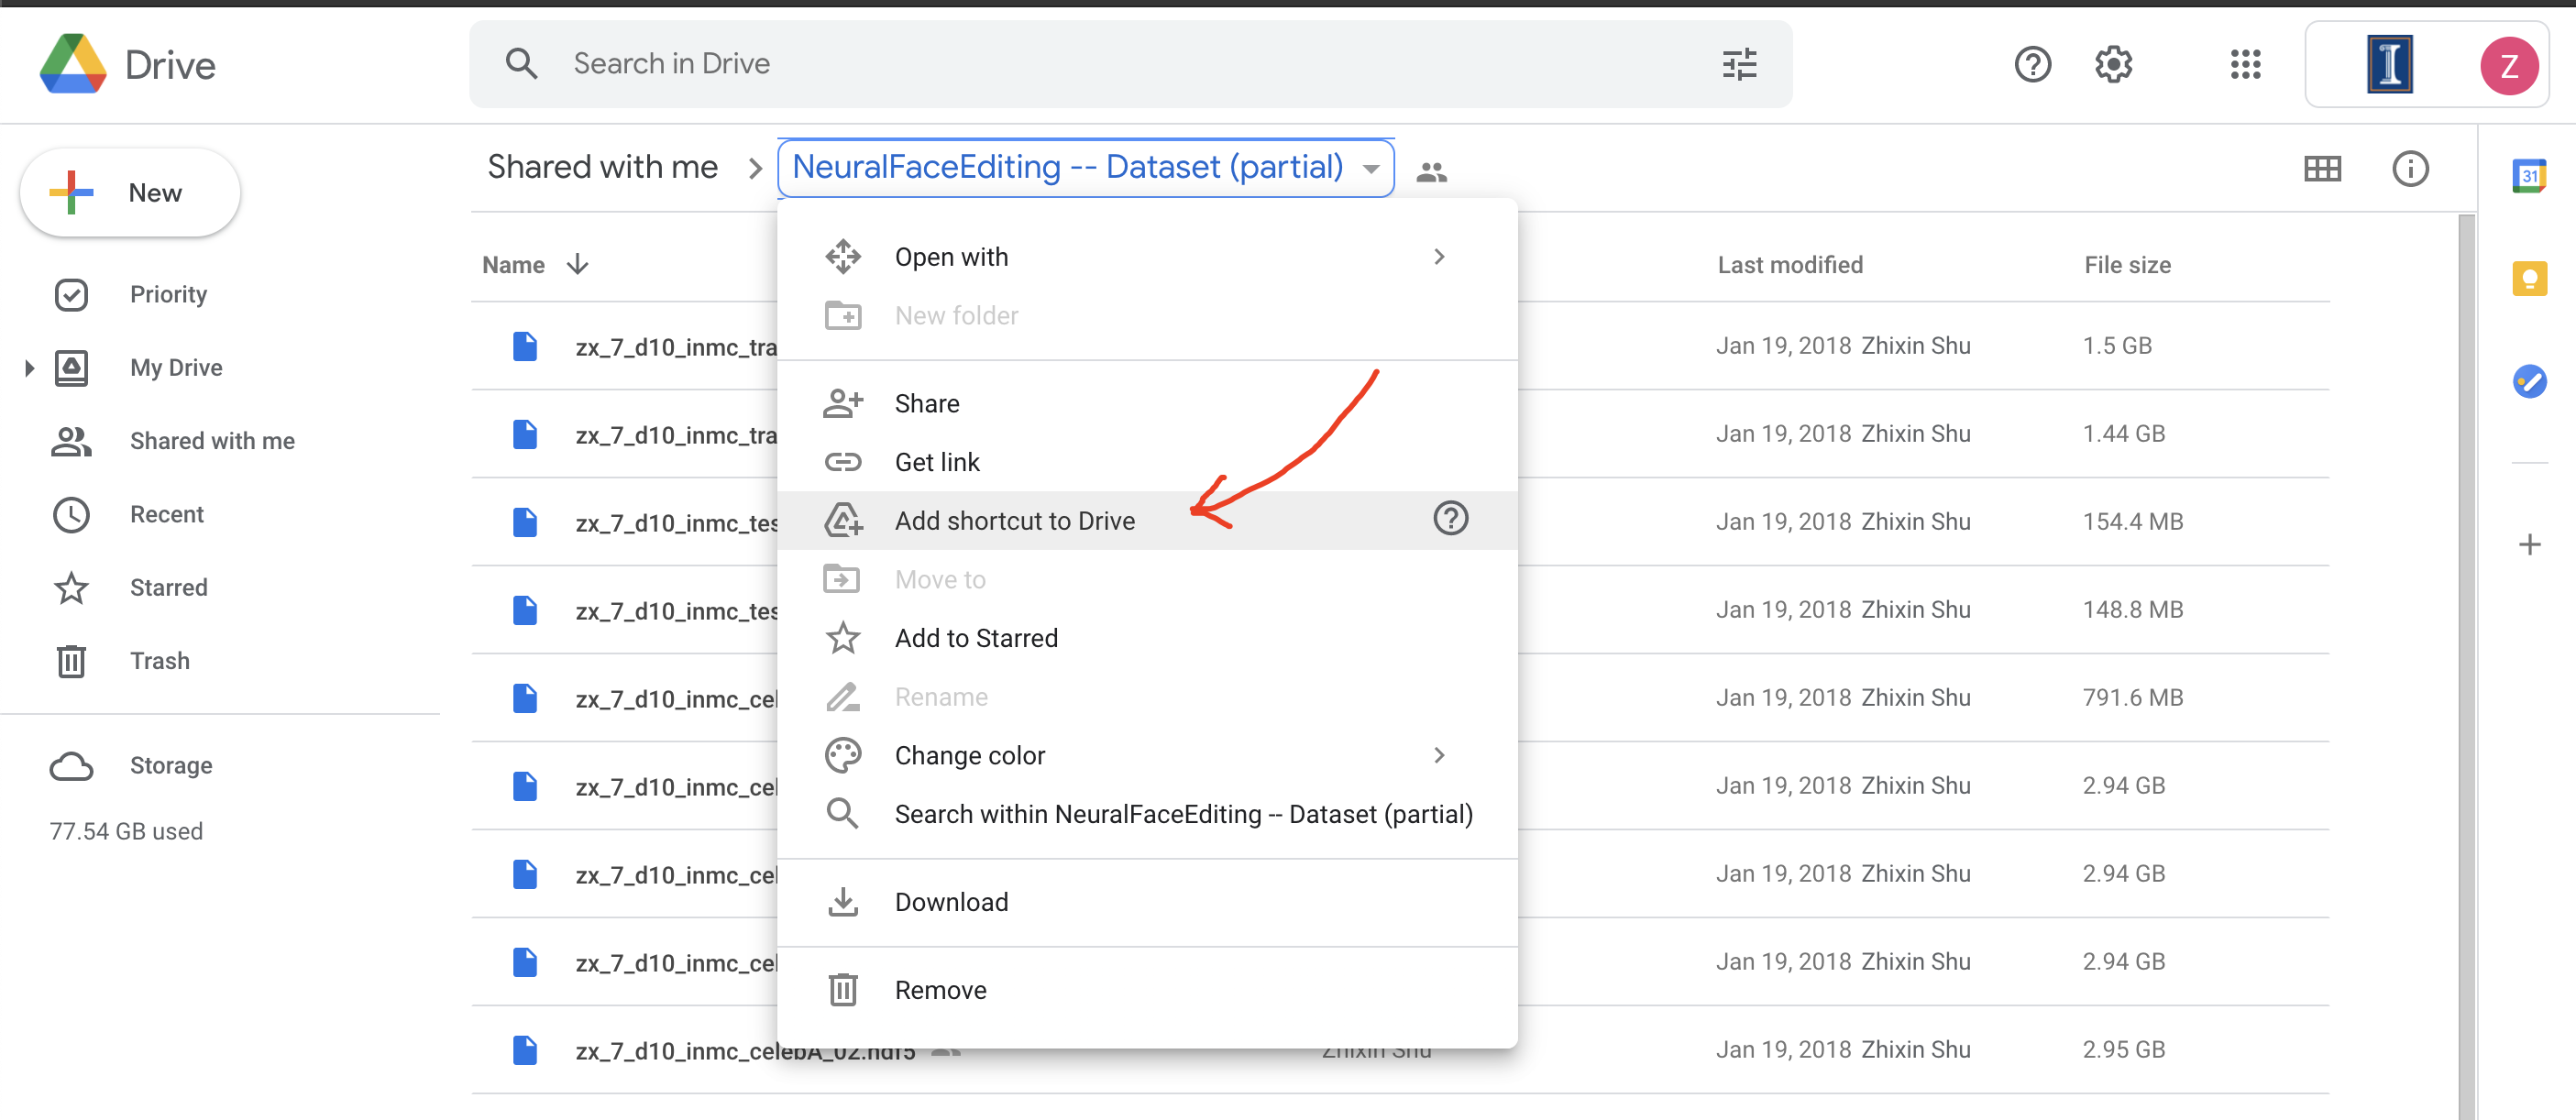 Drive
Search in Drive
Z
New
Priority
My Drive
Shared with me
Recent
Starred
Trash
Storage
77.54 GB used
Shared with me > NeuralFaceEditing -- Dataset (partial)
Name
Last modified
File size
zx_7_d10_inmc_tra
Jan 19, 2018 Zhixin Shu
1.5 GB
zx_7_d10_inmc_tra
Jan 19, 2018 Zhixin Shu
1.44 GB
zx_7_d10_inmc_tes
Jan 19, 2018 Zhixin Shu
154.4 MB
zx_7_d10_inmc_tes
Jan 19, 2018 Zhixin Shu
148.8 MB
zx_7_d10_inmc_cel
Jan 19, 2018 Zhixin Shu
791.6 MB
zx_7_d10_inmc_cel
Jan 19, 2018 Zhixin Shu
2.94 GB
zx_7_d10_inmc_cel
Jan 19, 2018 Zhixin Shu
2.94 GB
zx_7_d10_inmc_cel
Jan 19, 2018 Zhixin Shu
2.94 GB
zx_7_d10_inmc_celebA_02.hdf5
Zhixin Shu
Jan 19, 2018 Zhixin Shu
2.95 GB
Open with
New folder
Share
Get link
Add shortcut to Drive
Move to
Add to Starred
Rename
Change color
Search within NeuralFaceEditing -- Dataset (partial)
Download
Remove
31